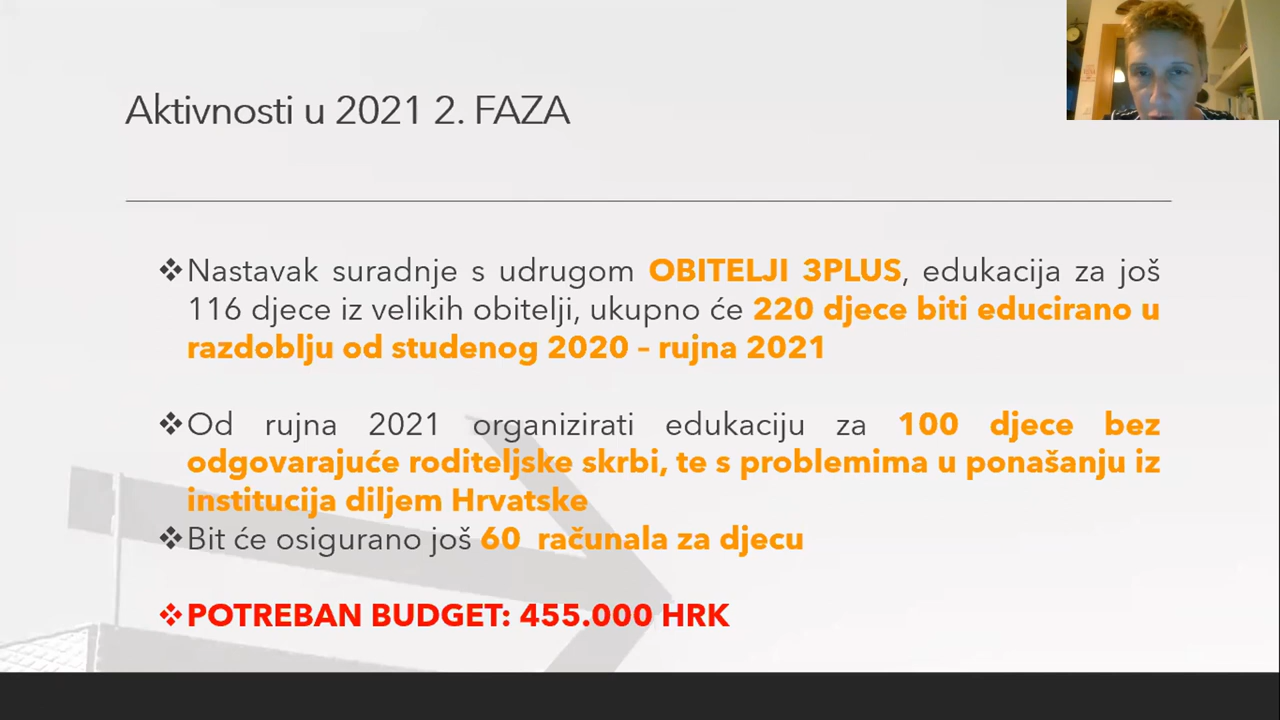 Aktivnosti u 2021 2. FAZA
❖Nastavak suradnje s udrugom OBITELJI 3PLUS, edukacija za još
116 djece iz velikih obitelji, ukupno će 220 djece biti educirano u
razdoblju od studenog 2020 – rujna 2021
❖Od rujna 2021 organizirati edukaciju za 100 djece bez
odgovarajuće roditeljske skrbi, te s problemima u ponašanju iz
institucija diljem Hrvatske
❖Bit će osigurano još 60 računala za djecu
❖POTREBAN BUDGET: 455.000 HRK